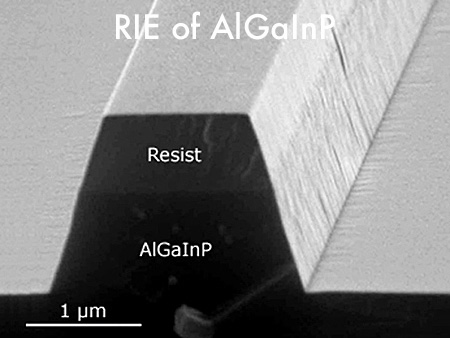 RIE of AlGaInP
Resist
AlGaInP
1 µm